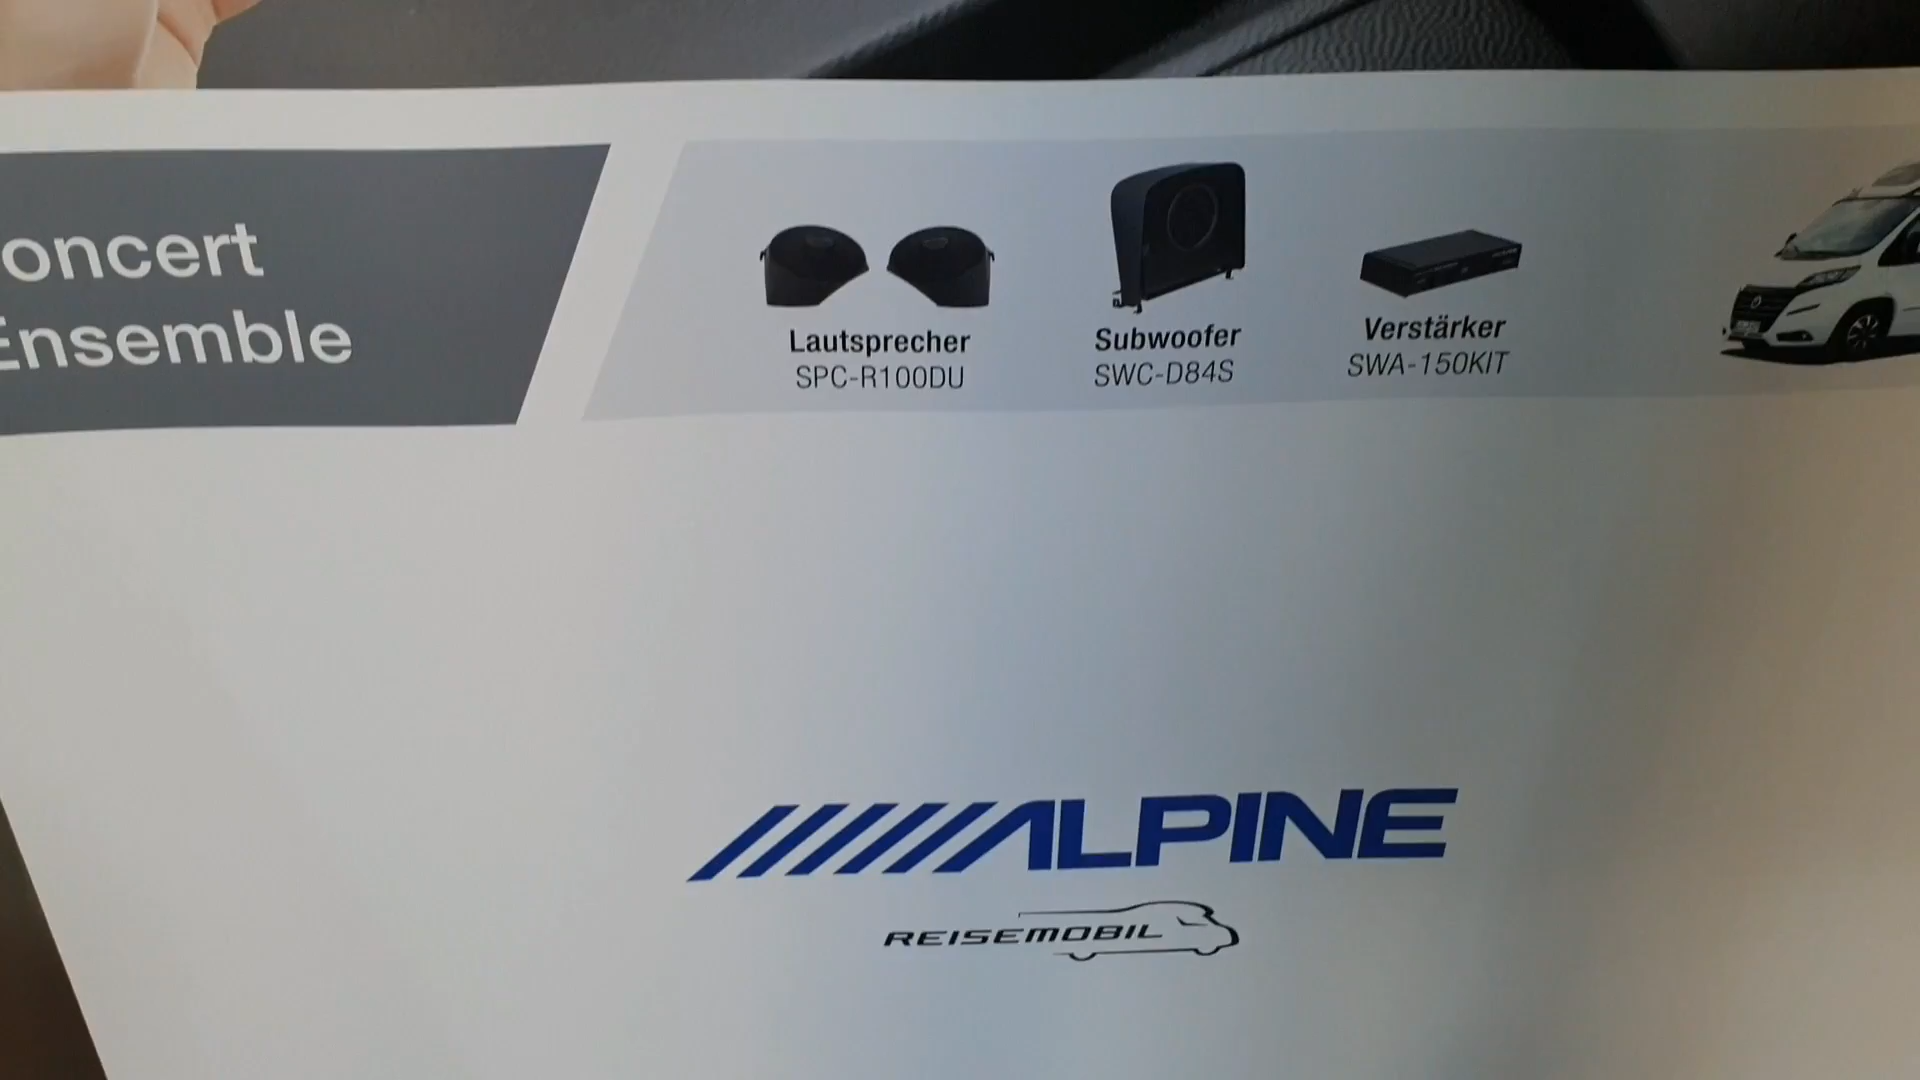 oncert
Ensemble
Lautsprecher
SPC-R100DU
Subwoofer
SWC-D84S
Verstärker
SWA-150KIT
ALPINE
REISEMOBIL